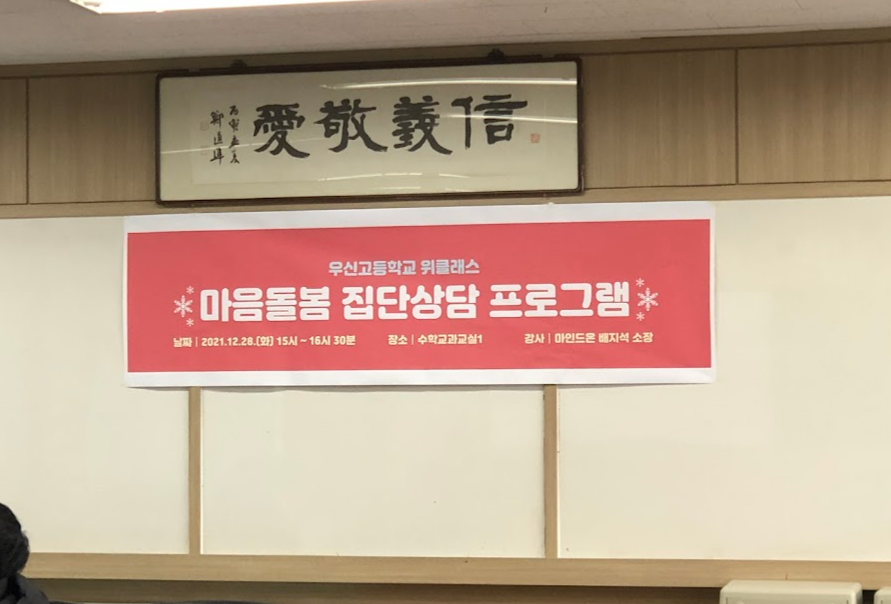 信義敬愛
우신고등학교 위클래스
마음돌봄 집단상담 프로그램
날짜 | 2021.12.28.(화) 15시 ~ 16시 30분 장소 | 수학교과교실1 강사 | 마인드온 배지석 소장